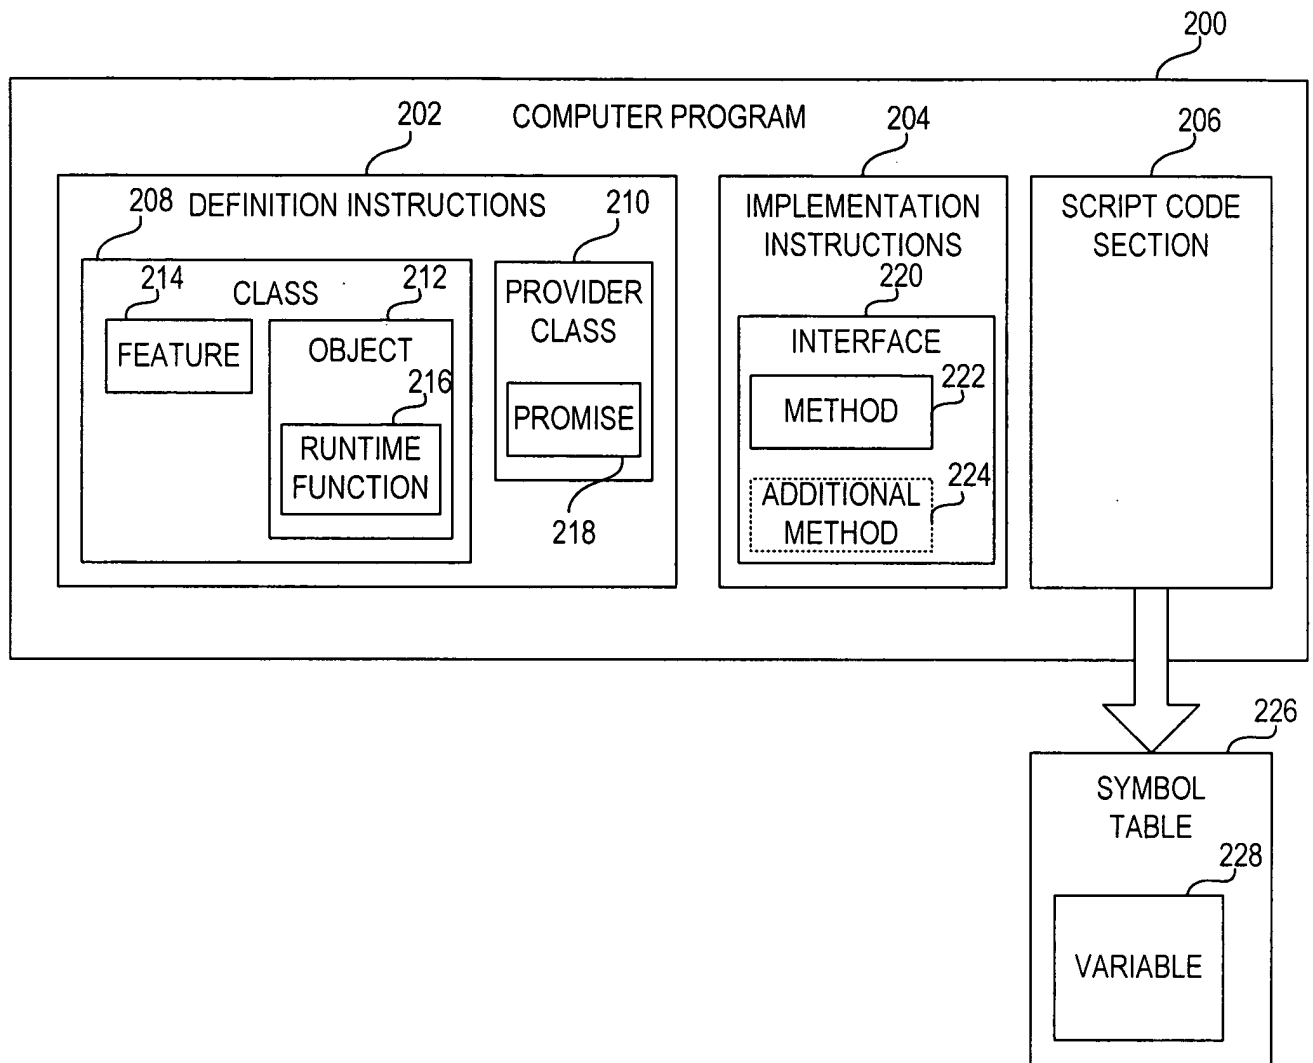 200
COMPUTER PROGRAM
202
204
206
208
DEFINITION INSTRUCTIONS
210
IMPLEMENTATION
INSTRUCTIONS
SCRIPT CODE
SECTION
214
CLASS
212
PROVIDER
CLASS
220
FEATURE
OBJECT
INTERFACE
216
RUNTIME
FUNCTION
PROMISE
218
METHOD
222
ADDITIONAL
METHOD
224
226
SYMBOL
TABLE
228
VARIABLE